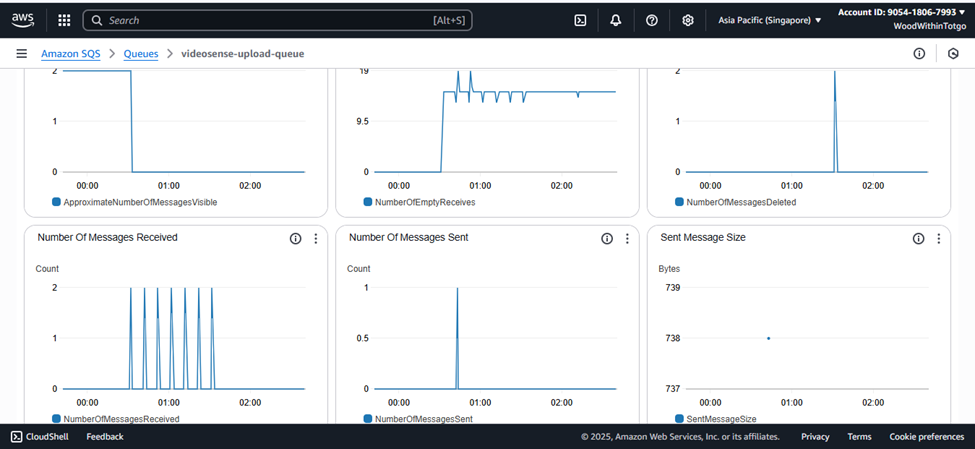 aws
Search
[Alt+S]
Asia Pacific (Singapore)
Account ID: 9054-1806-7993
WoodWithinTotgo
Amazon SQS > Queues > videosense-upload-queue
2
1
0
00:00 01:00 02:00
ApproximateNumberOfMessagesVisible
19
9.5
0
00:00 01:00 02:00
NumberOfEmptyReceives
2
1
0
00:00 01:00 02:00
NumberOfMessagesDeleted
Number Of Messages Received
Count
2
1
0
00:00 01:00 02:00
NumberOfMessagesReceived
Number Of Messages Sent
Count
1
0.5
0
00:00 01:00 02:00
NumberOfMessagesSent
Sent Message Size
Bytes
739
738
737
00:00 01:00 02:00
SentMessageSize
CloudShell Feedback © 2025, Amazon Web Services, Inc. or its affiliates. Privacy Terms Cookie preferences